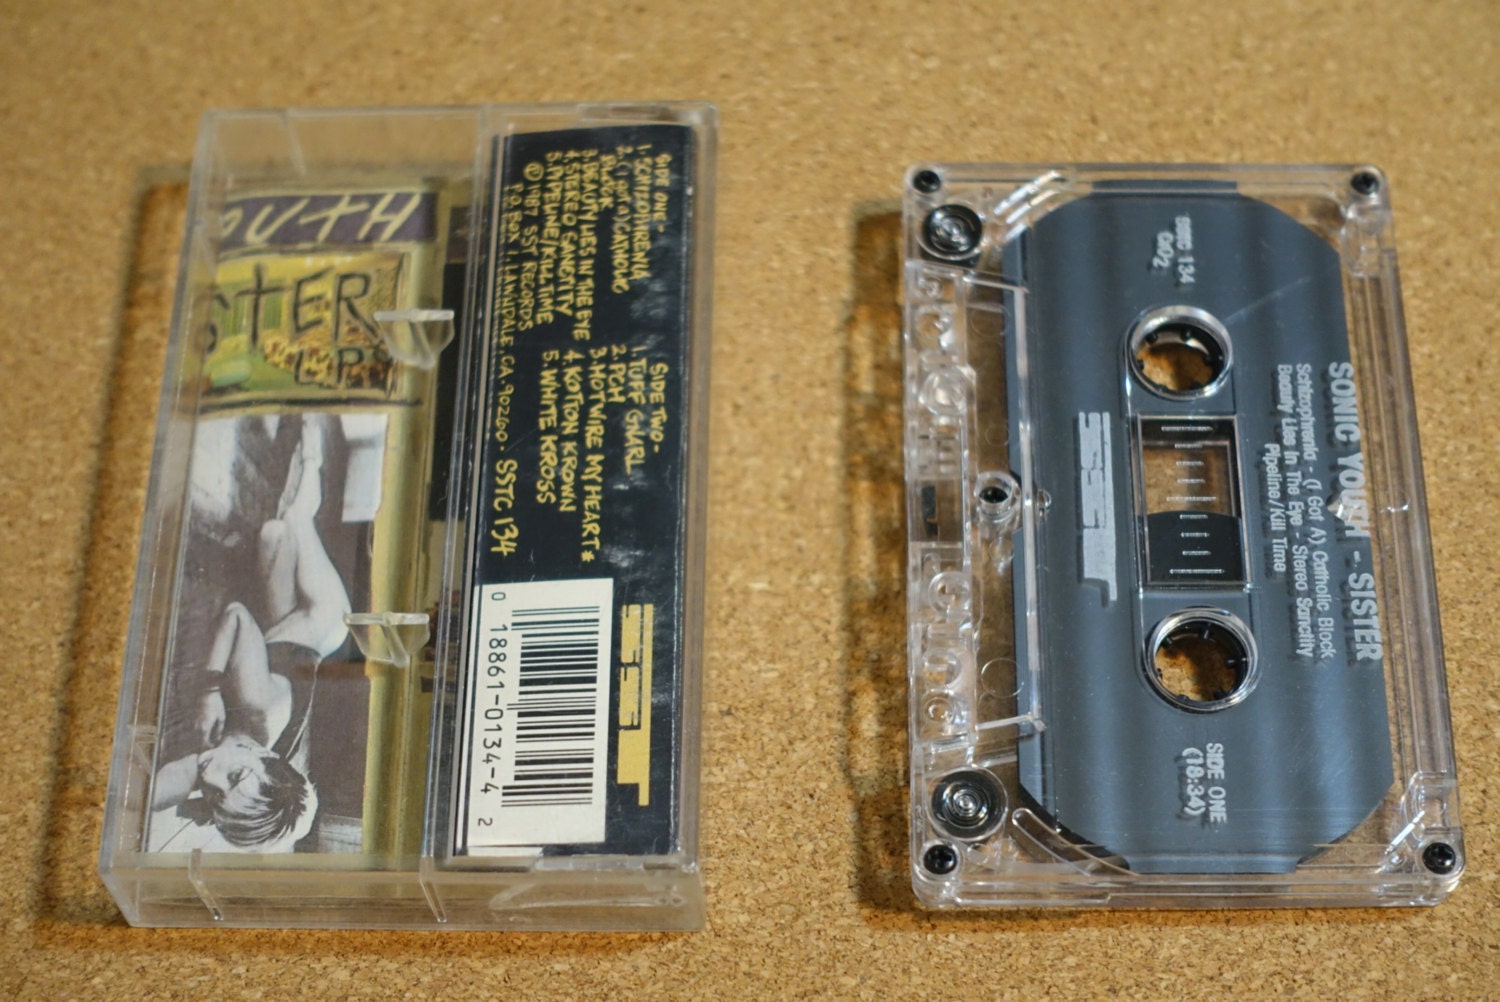 OUTH
STER
SIDE ONE-
1. SCHIZOPHRENIA
2. (I GOT A) CATHOLIC
BLOCK
3. BEAUTY LIES IN THE EYE
4. STEREO SANCTITY
5. PIPELINE/KILLTIME
© 1987 SST RECORDS
P.O. BOX 1, LAWNDALE, CA. 90260.
SSTC 134
SIDE TWO-
1. TUFF GNARL
2. PCH
3. HOTWIRE MY HEART*
4. KOTTON KROWN
5. WHITE KROSS
SST
0 18861-0134-4 2
SONIC YOUTH - SISTER
Schizophrenia - (I Got A) Catholic Block
Beauty Lies In The Eye - Stereo Sanctity
Pipeline/Kill Time
SSTC 134
CrO2
SST
SIDE ONE
(18:34)